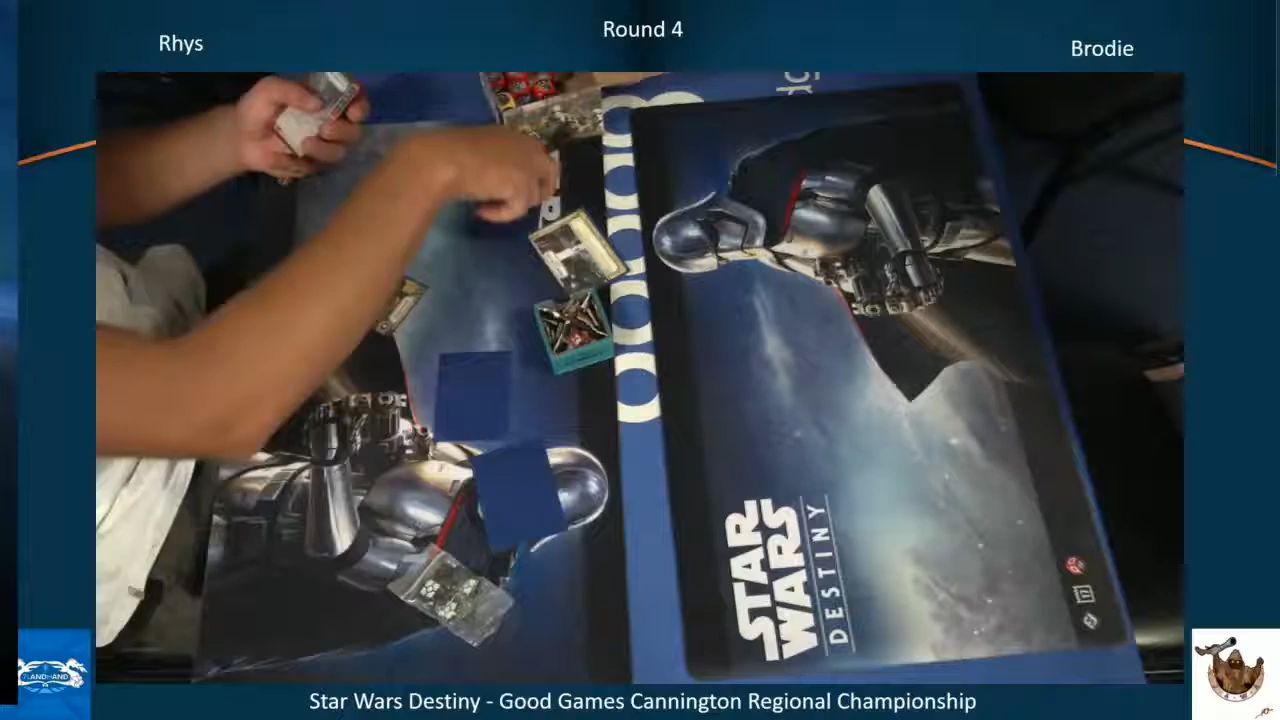 Round 4
Rhys
Brodie
STAR
WARS
DESTINY
Star Wars Destiny - Good Games Cannington Regional Championship